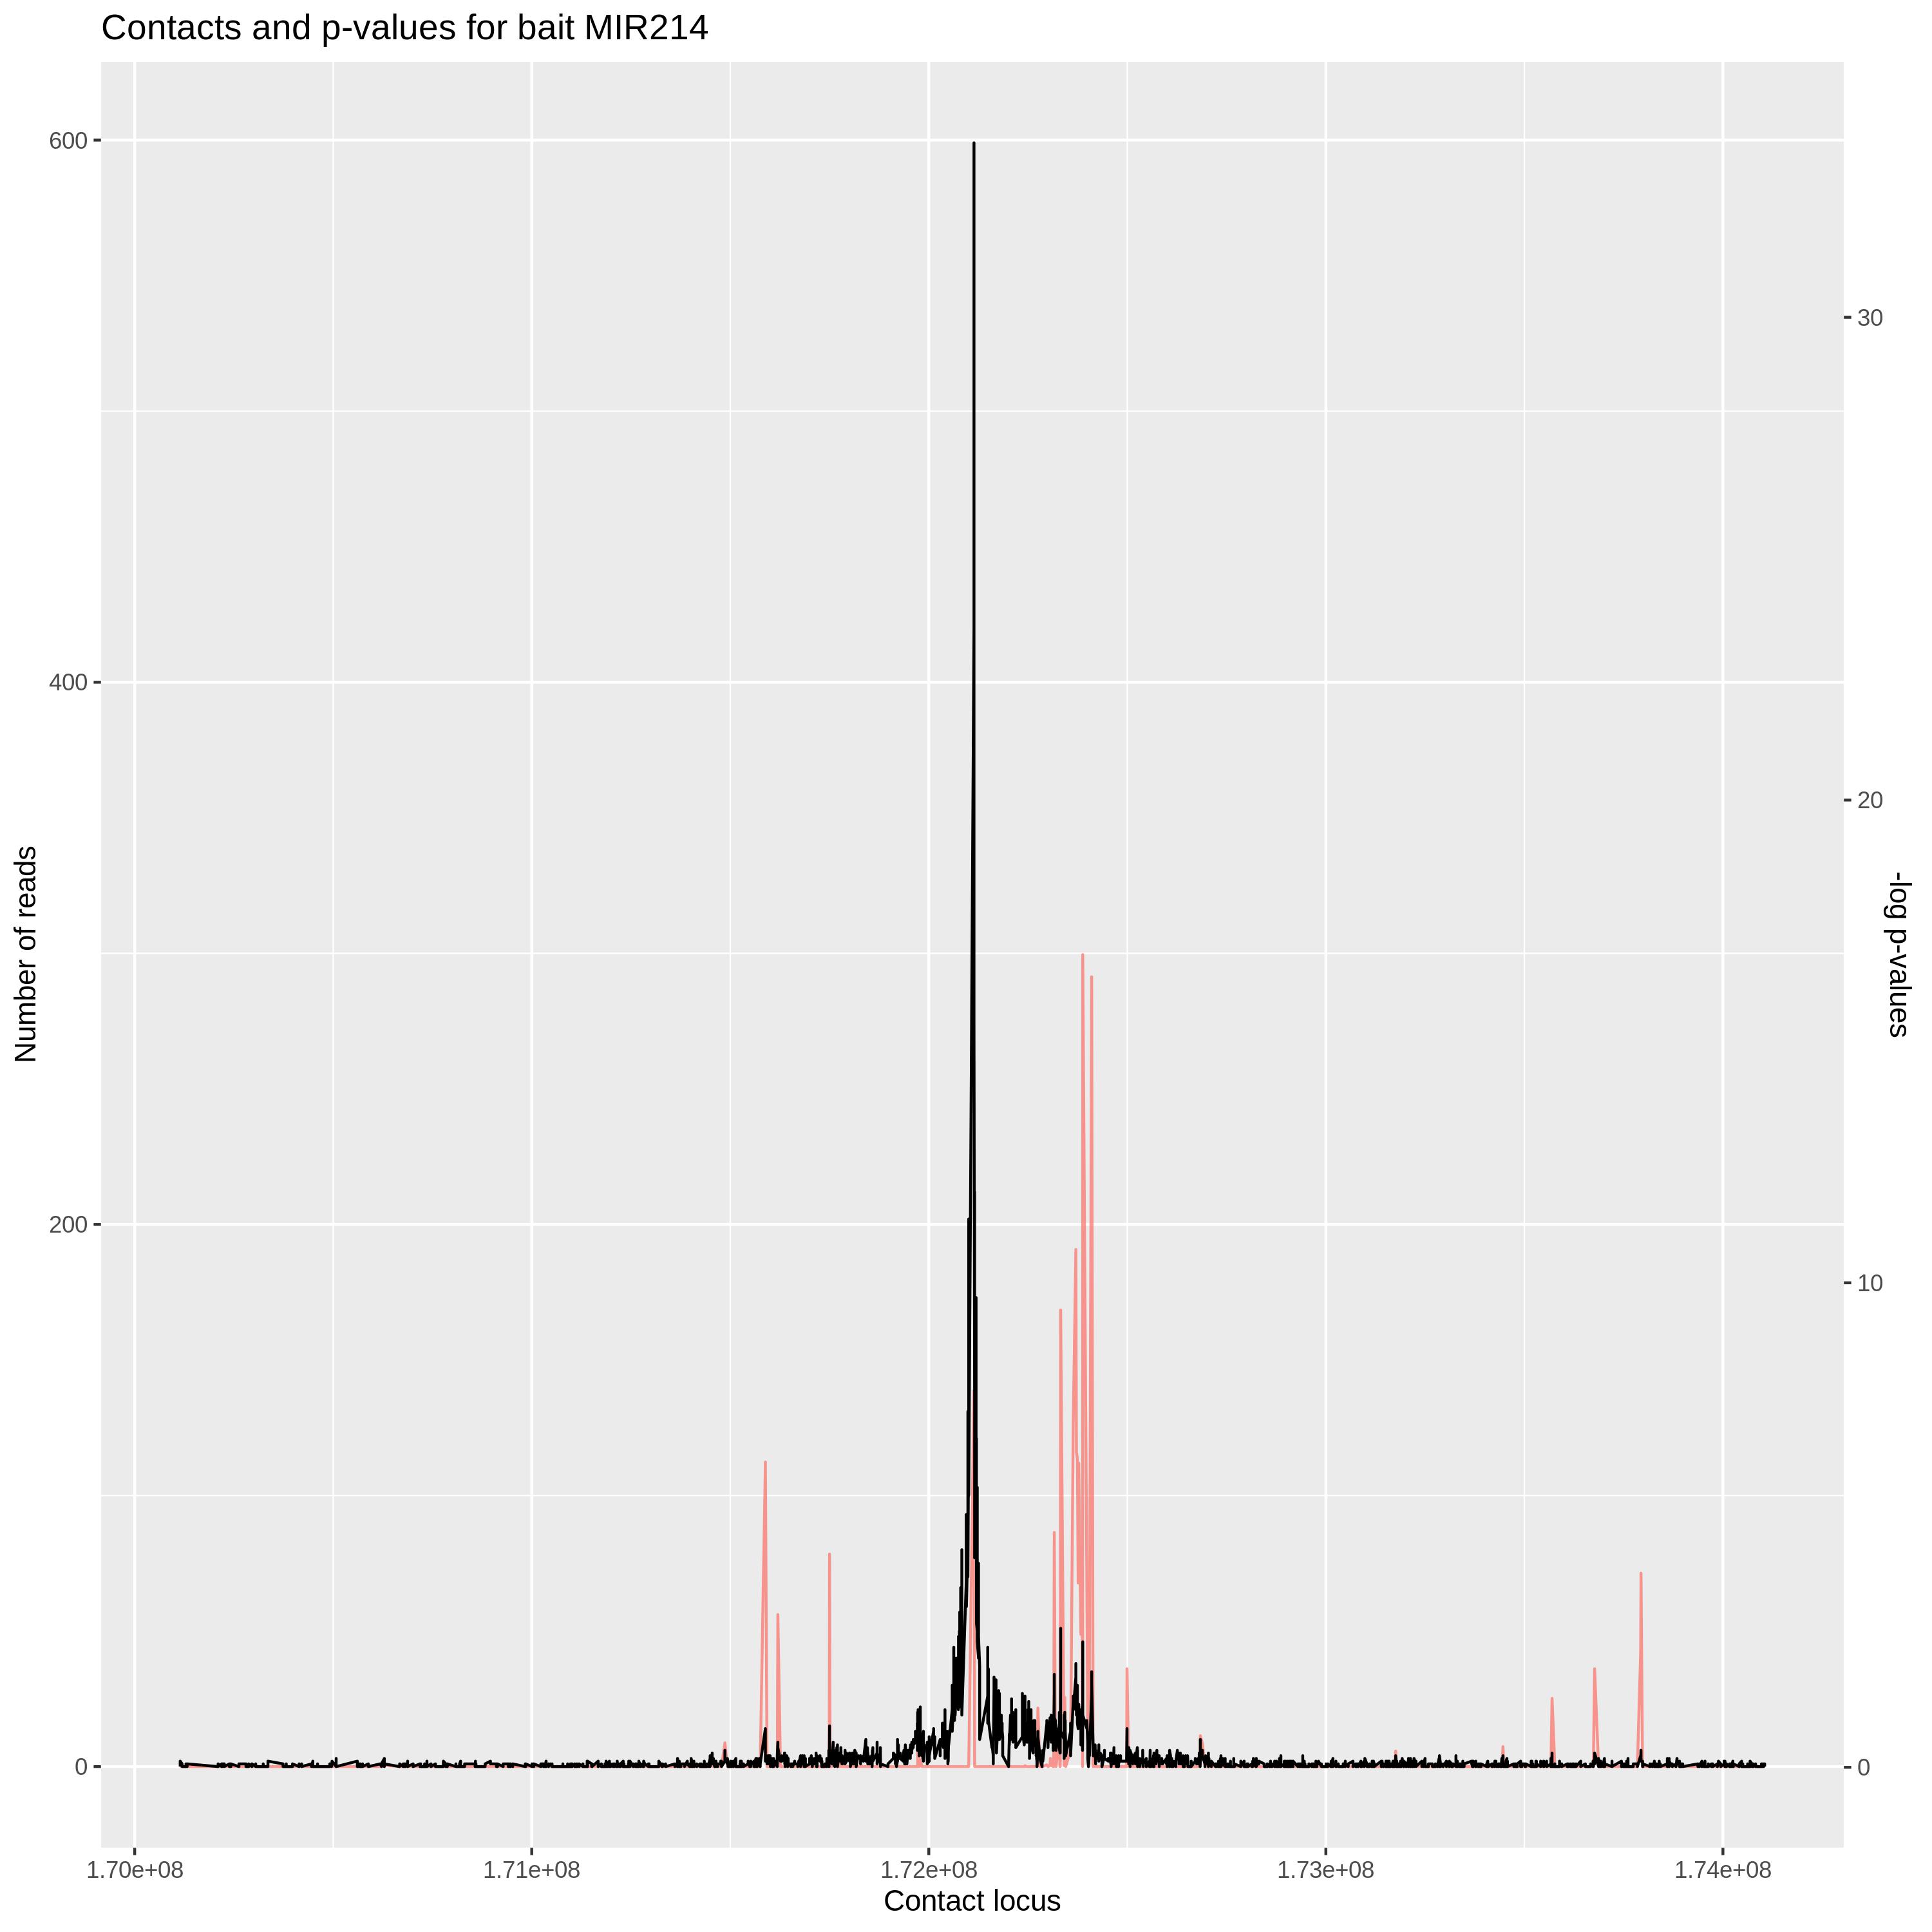 Contacts and p-values for bait MIR214
600
400
200
0
Number of reads
30
20
10
0
-log p-values
1.70e+08
1.71e+08
1.72e+08
1.73e+08
1.74e+08
Contact locus